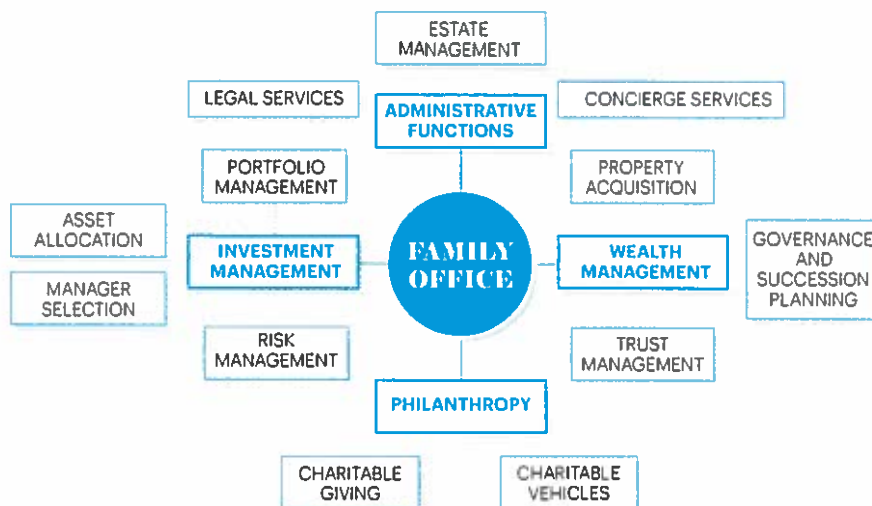 ESTATE
MANAGEMENT
LEGAL SERVICES
ADMINISTRATIVE
FUNCTIONS
CONCIERGE SERVICES
PORTFOLIO
MANAGEMENT
PROPERTY
ACQUISITION
ASSET
ALLOCATION
INVESTMENT
MANAGEMENT
FAMILY
OFFICE
WEALTH
MANAGEMENT
GOVERNANCE
AND
SUCCESSION
PLANNING
MANAGER
SELECTION
RISK
MANAGEMENT
TRUST
MANAGEMENT
PHILANTHROPY
CHARITABLE
GIVING
CHARITABLE
VEHICLES